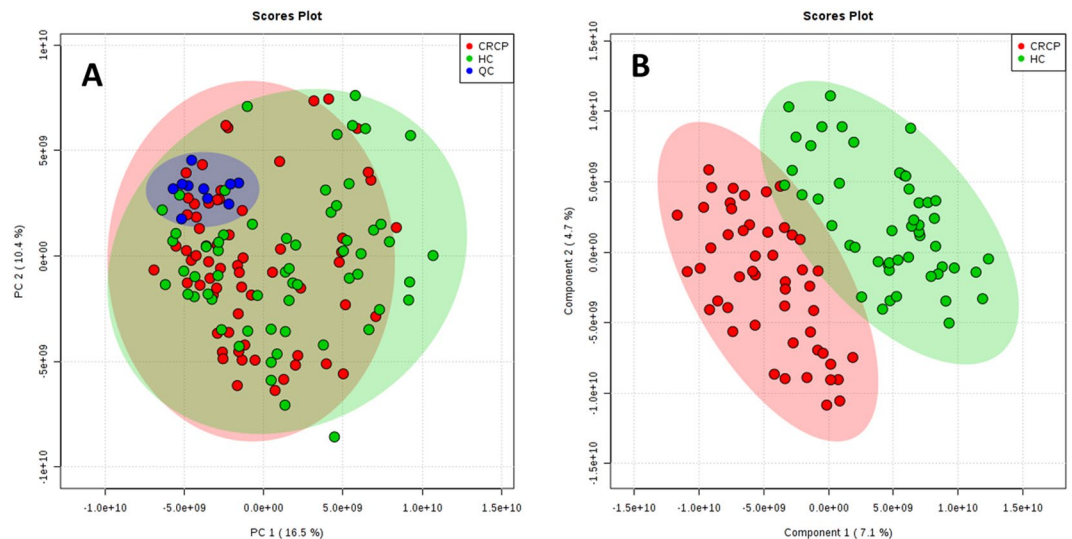 Scores Plot
A
CRCP
HC
QC
1e+10
5e+09
0e+00
-5e+09
-1e+10
PC 2 ( 10.4 %)
-1.0e+10 -5.0e+09 0.0e+00 5.0e+09 1.0e+10 1.5e+10
PC 1 ( 16.5 %)
Scores Plot
B
CRCP
HC
1.5e+10
1.0e+10
5.0e+09
0.0e+00
-5.0e+09
-1.0e+10
-1.5e+10
Component 2 ( 4.7 %)
-1.5e+10 -1.0e+10 -5.0e+09 0.0e+00 5.0e+09 1.0e+10 1.5e+10
Component 1 ( 7.1 %)